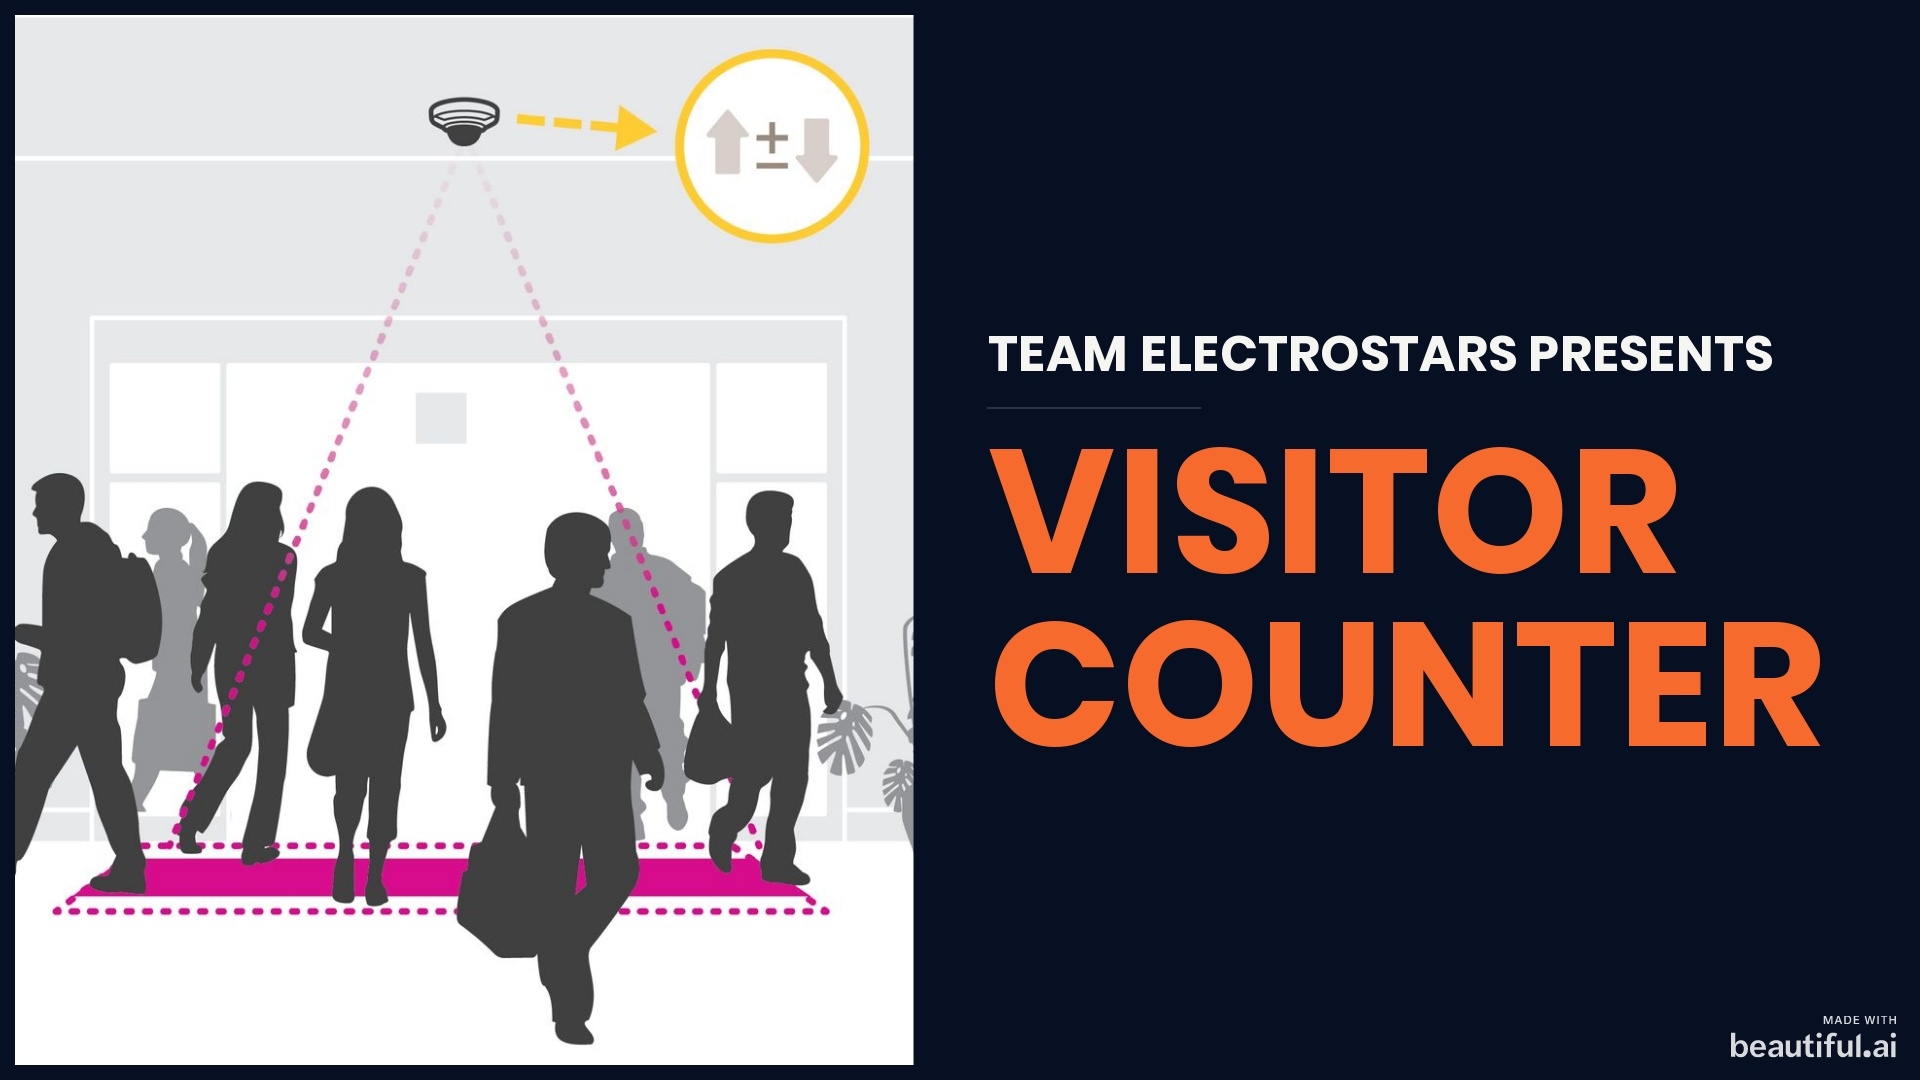 ±
TEAM ELECTROSTARS PRESENTS
VISITOR
COUNTER
MADE WITH
beautiful.ai